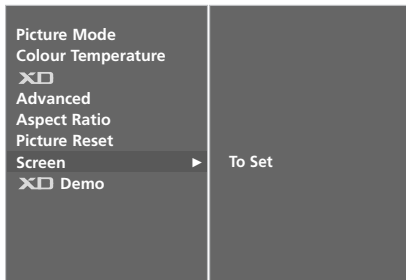 Picture Mode
Colour Temperature
XD
Advanced
Aspect Ratio
Picture Reset
Screen ► To Set
XD Demo